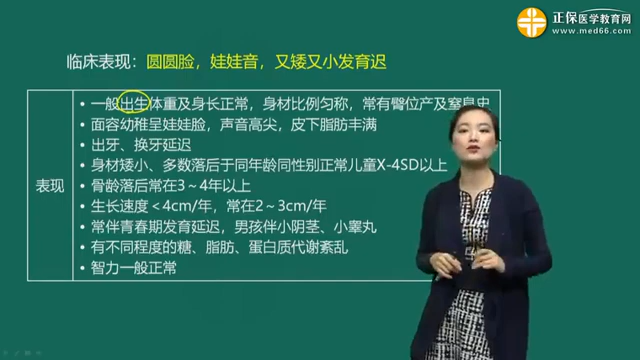 正保医学教育网
www.med66.com
临床表现：圆圆脸，娃娃音，又矮又小发育迟
表现
• 一般出生体重及身长正常，身材比例匀称，常有臀位产及窒息史
• 面容幼稚呈娃娃脸，声音高尖，皮下脂肪丰满
• 出牙、换牙延迟
• 身材矮小、多数落后于同年龄同性别正常儿童X-4SD以上
• 骨龄落后常在3～4年以上
• 生长速度＜4cm/年，常在2～3cm/年
• 常伴青春期发育延迟，男孩伴小阴茎、小睾丸
• 有不同程度的糖、脂肪、蛋白质代谢紊乱
• 智力一般正常